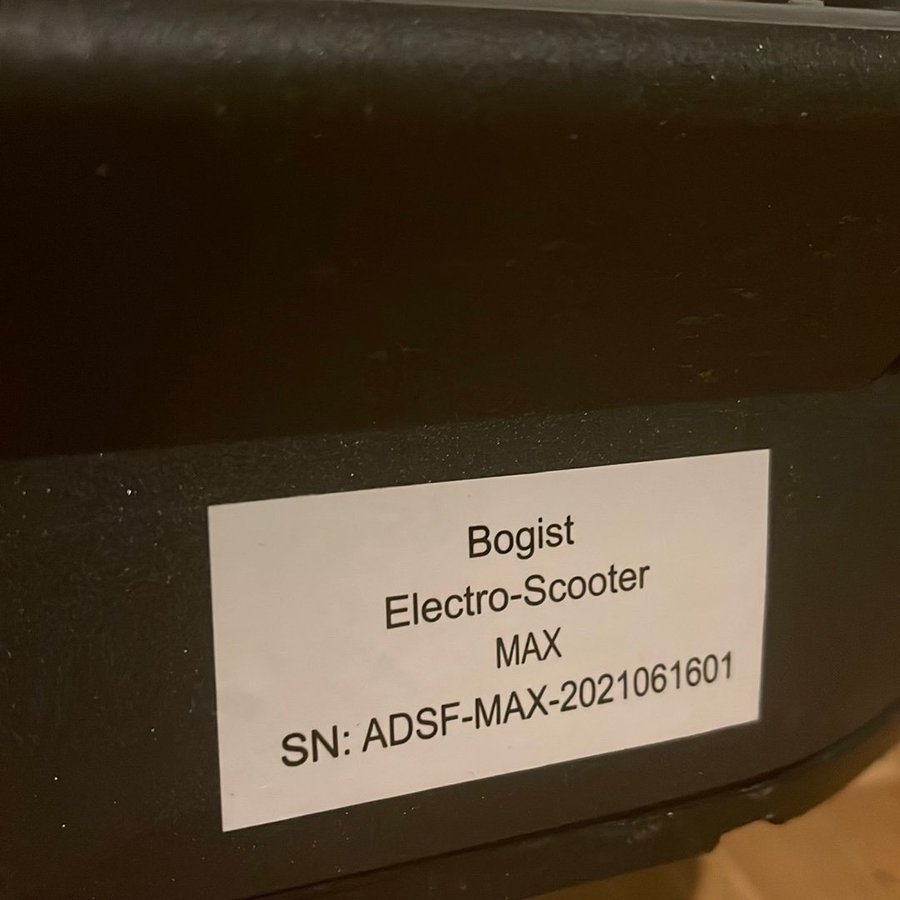 Bogist
Electro-Scooter
MAX
SN: ADSF-MAX-2021061601